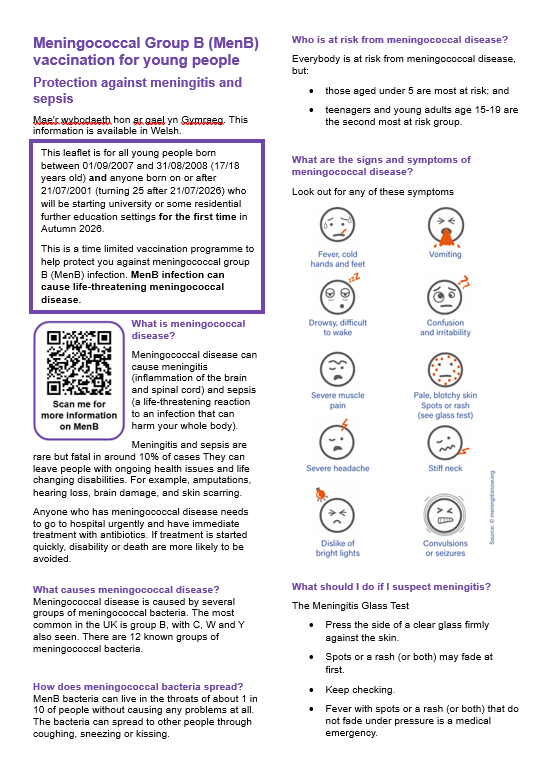 Meningococcal Group B (MenB)
vaccination for young people
Protection against meningitis and
sepsis
Mae'r wybodaeth hon ar gael yn Gymraeg. This
information is available in Welsh.
This leaflet is for all young people born
between 01/09/2007 and 31/08/2008 (17/18
years old) and anyone born on or after
21/07/2001 (turning 25 after 21/07/2026) who
will be starting university or some residential
further education settings for the first time in
Autumn 2026.
This is a time limited vaccination programme to
help protect you against meningococcal group
B (MenB) infection. MenB infection can
cause life-threatening meningococcal
disease.
Scan me for
more information
on MenB
What is meningococcal
disease?
Meningococcal disease can
cause meningitis
(inflammation of the brain
and spinal cord) and sepsis
(a life-threatening reaction
to an infection that can
harm your whole body).
Meningitis and sepsis are
rare but fatal in around 10% of cases They can
leave people with ongoing health issues and life
changing disabilities. For example, amputations,
hearing loss, brain damage, and skin scarring.
Anyone who has meningococcal disease needs
to go to hospital urgently and have immediate
treatment with antibiotics. If treatment is started
quickly, disability or death are more likely to be
avoided.
What causes meningococcal disease?
Meningococcal disease is caused by several
groups of meningococcal bacteria. The most
common in the UK is group B, with C, W and Y
also seen. There are 12 known groups of
meningococcal bacteria.
How does meningococcal bacteria spread?
MenB bacteria can live in the throats of about 1 in
10 of people without causing any problems at all.
The bacteria can spread to other people through
coughing, sneezing or kissing.
Who is at risk from meningococcal disease?
Everybody is at risk from meningococcal disease,
but:
• those aged under 5 are most at risk; and
• teenagers and young adults age 15-19 are
the second most at risk group.
What are the signs and symptoms of
meningococcal disease?
Look out for any of these symptoms
Fever, cold
hands and feet
Vomiting
zzZ
Drowsy, difficult
to wake
??
Confusion
and irritability
Severe muscle
pain
Pale, blotchy skin
Spots or rash
(see glass test)
Severe headache
Stiff neck
Dislike of
bright lights
Convulsions
or seizures
Source: © meningitisnow.org
What should I do if I suspect meningitis?
The Meningitis Glass Test
• Press the side of a clear glass firmly
against the skin.
• Spots or a rash (or both) may fade at
first.
• Keep checking.
• Fever with spots or a rash (or both) that do
not fade under pressure is a medical
emergency.